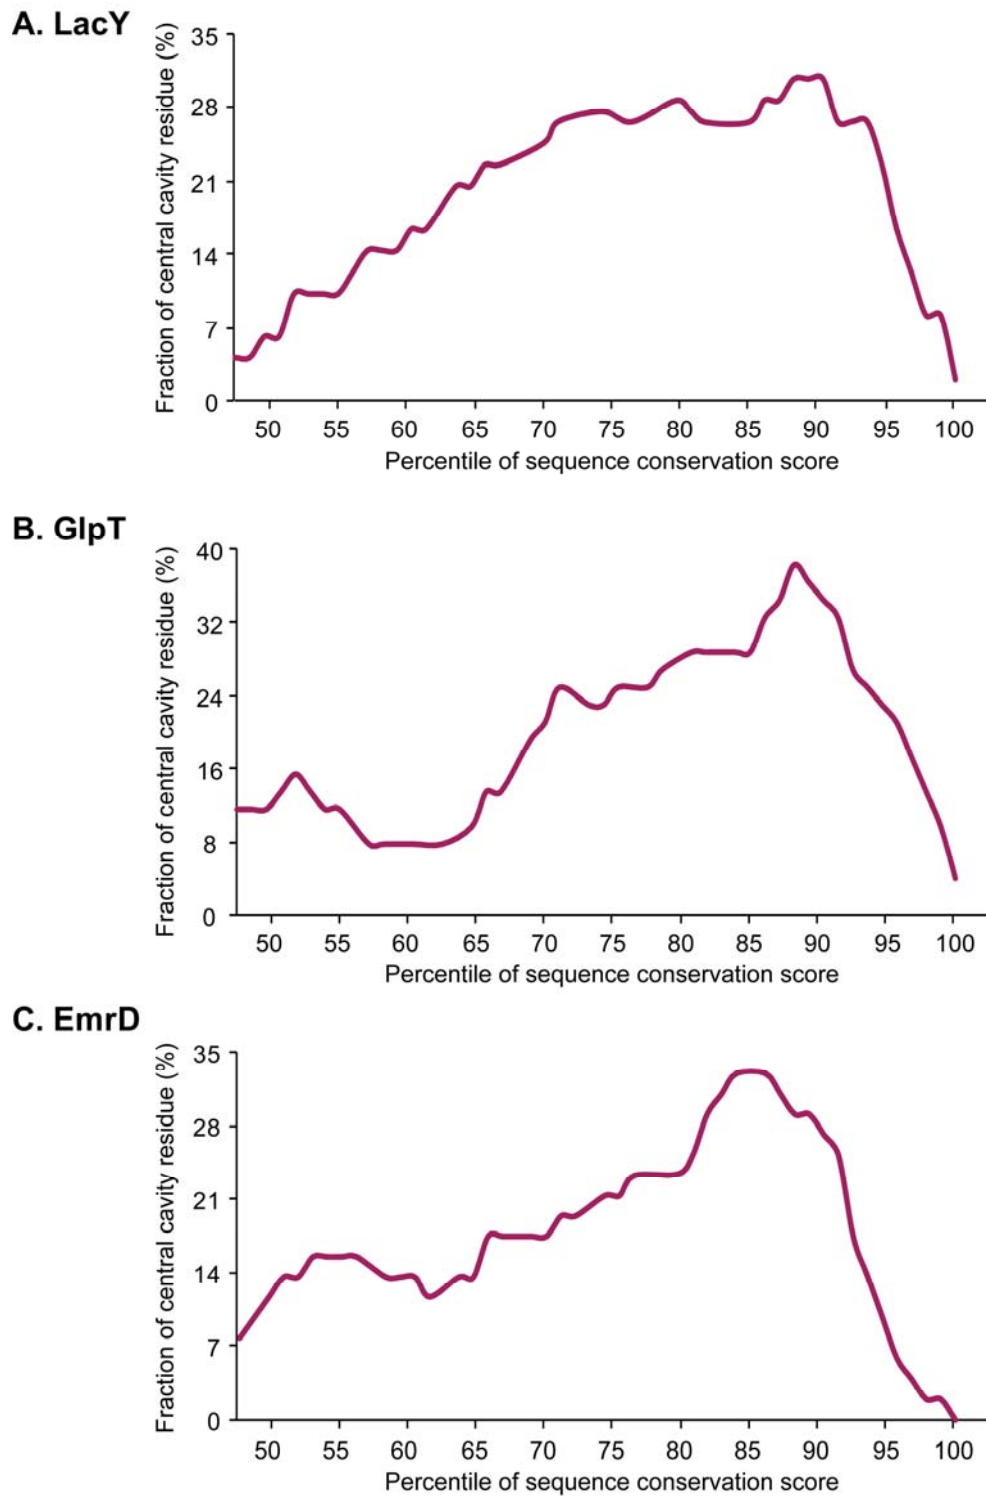 A. LacY
Fraction of central cavity residue (%)
35
28
21
14
7
0
50 55 60 65 70 75 80 85 90 95 100
Percentile of sequence conservation score
B. GlpT
Fraction of central cavity residue (%)
40
32
24
16
8
0
50 55 60 65 70 75 80 85 90 95 100
Percentile of sequence conservation score
C. EmrD
Fraction of central cavity residue (%)
35
28
21
14
7
0
50 55 60 65 70 75 80 85 90 95 100
Percentile of sequence conservation score